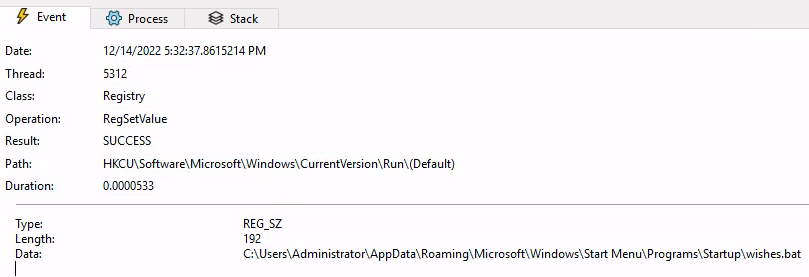 Event Process Stack
Date: 12/14/2022 5:32:37.8615214 PM
Thread: 5312
Class: Registry
Operation: RegSetValue
Result: SUCCESS
Path: HKCU\Software\Microsoft\Windows\CurrentVersion\Run\(Default)
Duration: 0.0000533
Type: REG_SZ
Length: 192
Data: C:\Users\Administrator\AppData\Roaming\Microsoft\Windows\Start Menu\Programs\Startup\wishes.bat